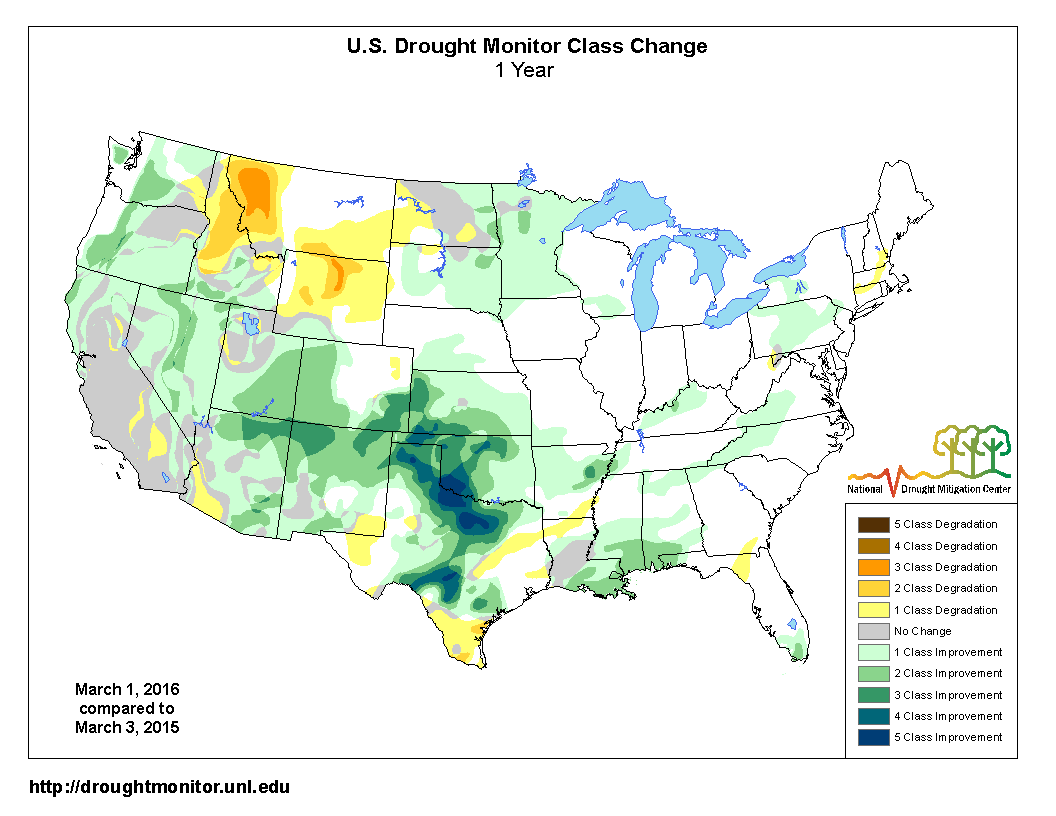 U.S. Drought Monitor Class Change
1 Year
National Drought Mitigation Center
5 Class Degradation
4 Class Degradation
3 Class Degradation
2 Class Degradation
1 Class Degradation
No Change
1 Class Improvement
2 Class Improvement
3 Class Improvement
4 Class Improvement
5 Class Improvement
March 1, 2016
compared to
March 3, 2015
http://droughtmonitor.unl.edu